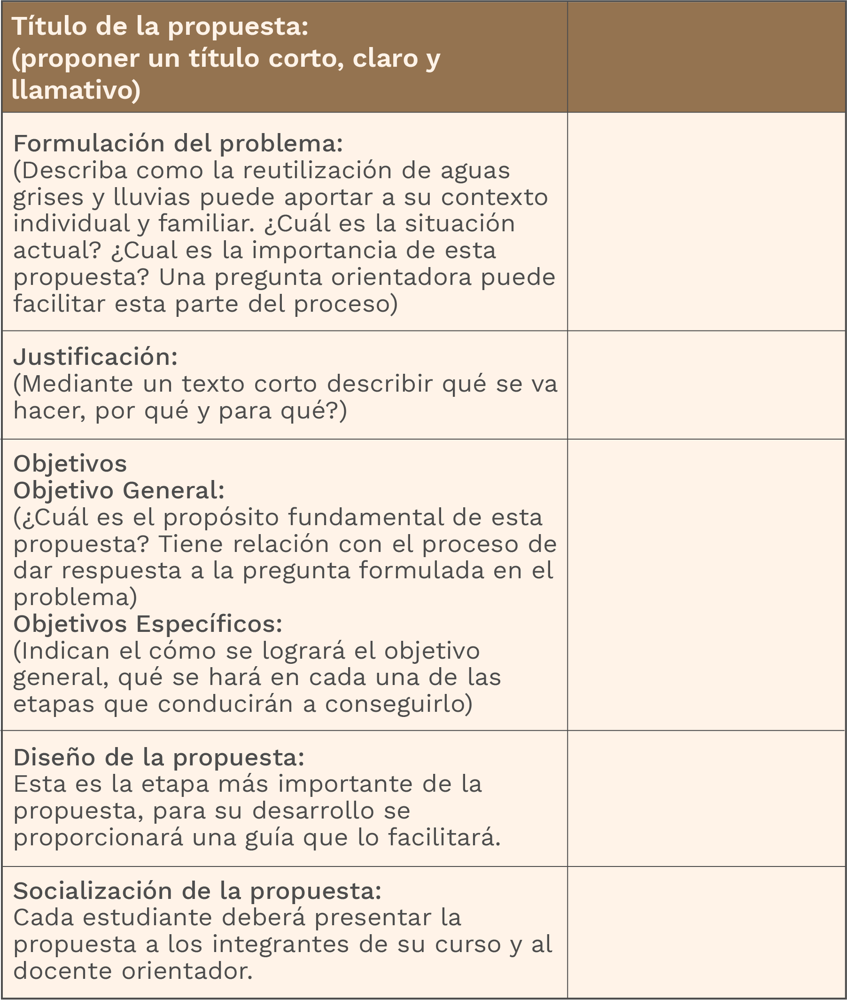 Título de la propuesta:
(proponer un título corto, claro y
llamativo)
Formulación del problema:
(Describa como la reutilización de aguas
grises y lluvias puede aportar a su contexto
individual y familiar. ¿Cuál es la situación
actual? ¿Cual es la importancia de esta
propuesta? Una pregunta orientadora puede
facilitar esta parte del proceso)
Justificación:
(Mediante un texto corto describir qué se va
hacer, por qué y para qué?)
Objetivos
Objetivo General:
(¿Cuál es el propósito fundamental de esta
propuesta? Tiene relación con el proceso de
dar respuesta a la pregunta formulada en el
problema)
Objetivos Específicos:
(Indican el cómo se logrará el objetivo
general, qué se hará en cada una de las
etapas que conducirán a conseguirlo)
Diseño de la propuesta:
Esta es la etapa más importante de la
propuesta, para su desarrollo se
proporcionará una guía que lo facilitará.
Socialización de la propuesta:
Cada estudiante deberá presentar la
propuesta a los integrantes de su curso y al
docente orientador.